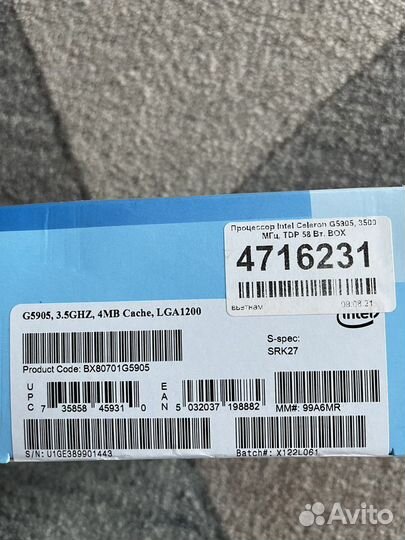 Процессор Intel Celeron G5905, 3500
МГц, TDP 58 Вт, BOX
4716231
Вьетнам 09.08.21
G5905, 3.5GHZ, 4MB Cache, LGA1200
intel
S-spec:
SRK27
Product Code: BX80701G5905
UPC 7 35858 45931 0
EAN 5 032037 198882
MM#: 99A6MR
S/N: U1GE389901443
Batch#: X122L061
Avito